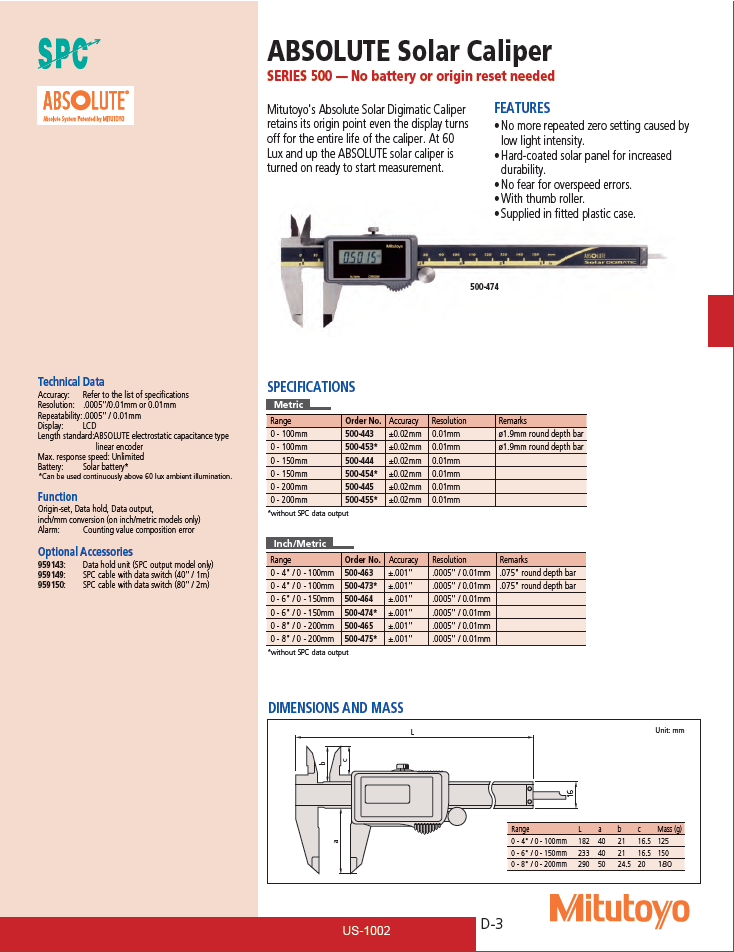 SPC
ABSOLUTE®
Absolute System Patented by MITUTOYO
ABSOLUTE Solar Caliper
SERIES 500 — No battery or origin reset needed
Mitutoyo's Absolute Solar Digimatic Caliper
retains its origin point even the display turns
off for the entire life of the caliper. At 60
Lux and up the ABSOLUTE solar caliper is
turned on ready to start measurement.
FEATURES
• No more repeated zero setting caused by
low light intensity.
• Hard-coated solar panel for increased
durability.
• No fear for overspeed errors.
• With thumb roller.
• Supplied in fitted plastic case.
Mitutoyo
0.5015
ABSOLUTE
Solar DIGIMATIC
500-474
Technical Data
Accuracy: Refer to the list of specifications
Resolution: .0005"/0.01mm or 0.01mm
Repeatability: .0005" / 0.01mm
Display: LCD
Length standard:ABSOLUTE electrostatic capacitance type
linear encoder
Max. response speed: Unlimited
Battery: Solar battery*
*Can be used continuously above 60 lux ambient illumination.
Function
Origin-set, Data hold, Data output,
inch/mm conversion (on inch/metric models only)
Alarm: Counting value composition error
Optional Accessories
959143: Data hold unit (SPC output model only)
959149: SPC cable with data switch (40" / 1m)
959150: SPC cable with data switch (80" / 2m)
SPECIFICATIONS
Metric
Range Order No. Accuracy Resolution Remarks
0 - 100mm 500-443 ±0.02mm 0.01mm ø1.9mm round depth bar
0 - 100mm 500-453* ±0.02mm 0.01mm ø1.9mm round depth bar
0 - 150mm 500-444 ±0.02mm 0.01mm
0 - 150mm 500-454* ±0.02mm 0.01mm
0 - 200mm 500-445 ±0.02mm 0.01mm
0 - 200mm 500-455* ±0.02mm 0.01mm
*without SPC data output
Inch/Metric
Range Order No. Accuracy Resolution Remarks
0 - 4" / 0 - 100mm 500-463 ±.001" .0005" / 0.01mm .075" round depth bar
0 - 4" / 0 - 100mm 500-473* ±.001" .0005" / 0.01mm .075" round depth bar
0 - 6" / 0 - 150mm 500-464 ±.001" .0005" / 0.01mm
0 - 6" / 0 - 150mm 500-474* ±.001" .0005" / 0.01mm
0 - 8" / 0 - 200mm 500-465 ±.001" .0005" / 0.01mm
0 - 8" / 0 - 200mm 500-475* ±.001" .0005" / 0.01mm
*without SPC data output
DIMENSIONS AND MASS
Unit: mm
L
b
c
16
a
Range L a b c Mass (g)
0 - 4" / 0 - 100mm 182 40 21 16.5 125
0 - 6" / 0 - 150mm 233 40 21 16.5 150
0 - 8" / 0 - 200mm 290 50 24.5 20 180
Mitutoyo
US-1002
D-3